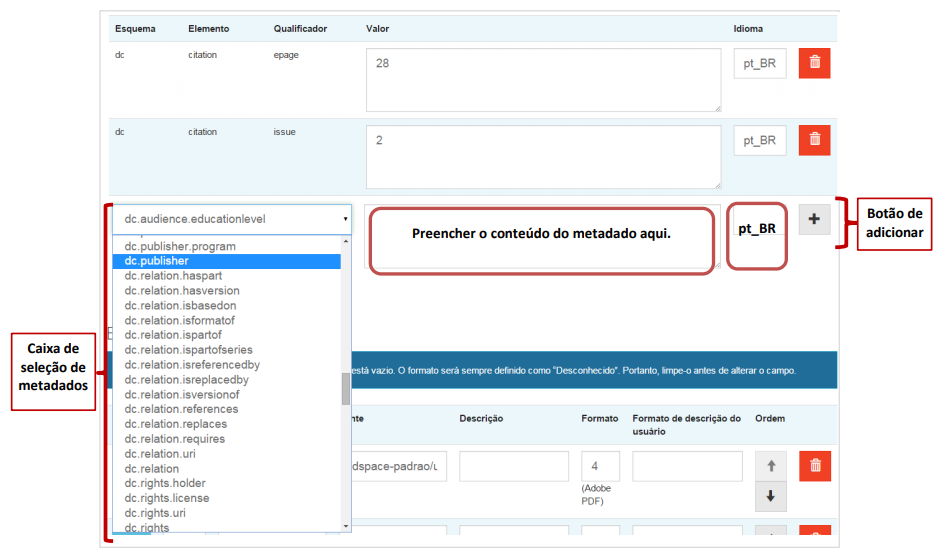 Esquema Elemento Qualificador Valor Idioma
dc citation epage 28 pt_BR
dc citation issue 2 pt_BR
dc.audience.educationlevel
Preencher o conteúdo do metadado aqui.
pt_BR
+
Botão de
adicionar
dc.publisher.program
dc.publisher
dc.relation.haspart
dc.relation.hasversion
dc.relation.isbasedon
dc.relation.isformatof
dc.relation.ispartof
dc.relation.ispartofseries
dc.relation.isreferencedby
dc.relation.isreplacedby
dc.relation.isversionof
dc.relation.references
dc.relation.replaces
dc.relation.requires
dc.relation.uri
dc.relation
dc.rights.holder
dc.rights.license
dc.rights.uri
dc.rights
Caixa de
seleção de
metadados
está vazio. O formato será sempre definido como "Desconhecido". Portanto, limpe-o antes de alterar o campo.
nte Descrição Formato Formato de descrição do Ordem
usuário
dspace-padrao/u 4
(Adobe
PDF)